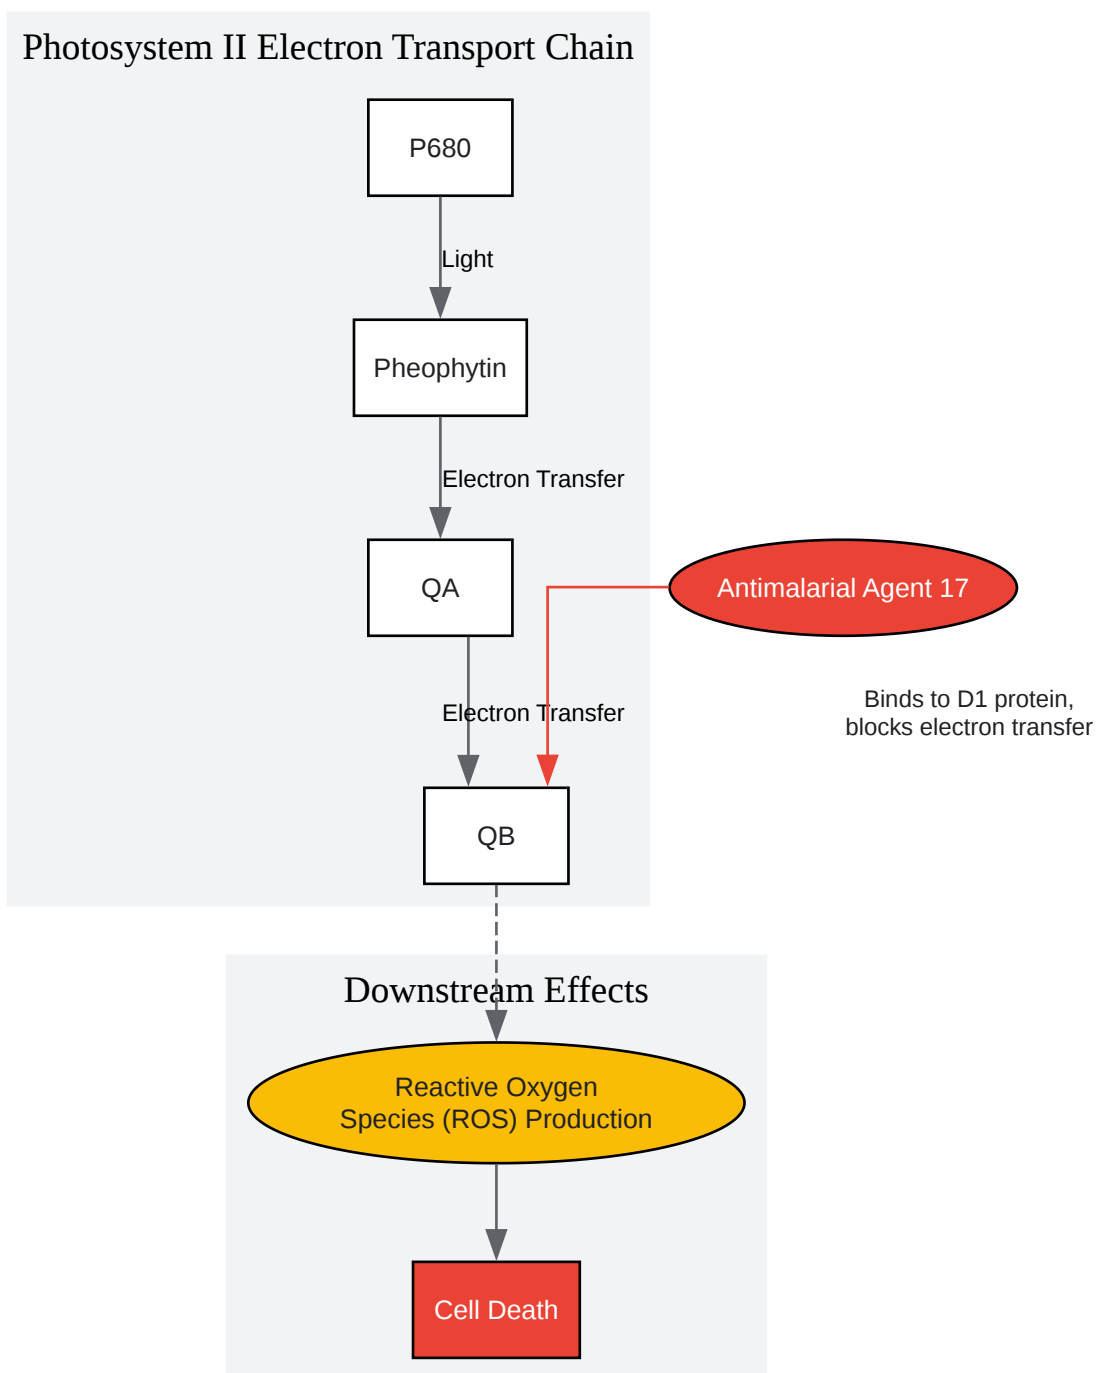 Photosystem II Electron Transport Chain
P680
Light
Pheophytin
Electron Transfer
QA
Antimalarial Agent 17
Electron Transfer
Binds to D1 protein,
blocks electron transfer
QB
Downstream Effects
Reactive Oxygen
Species (ROS) Production
Cell Death